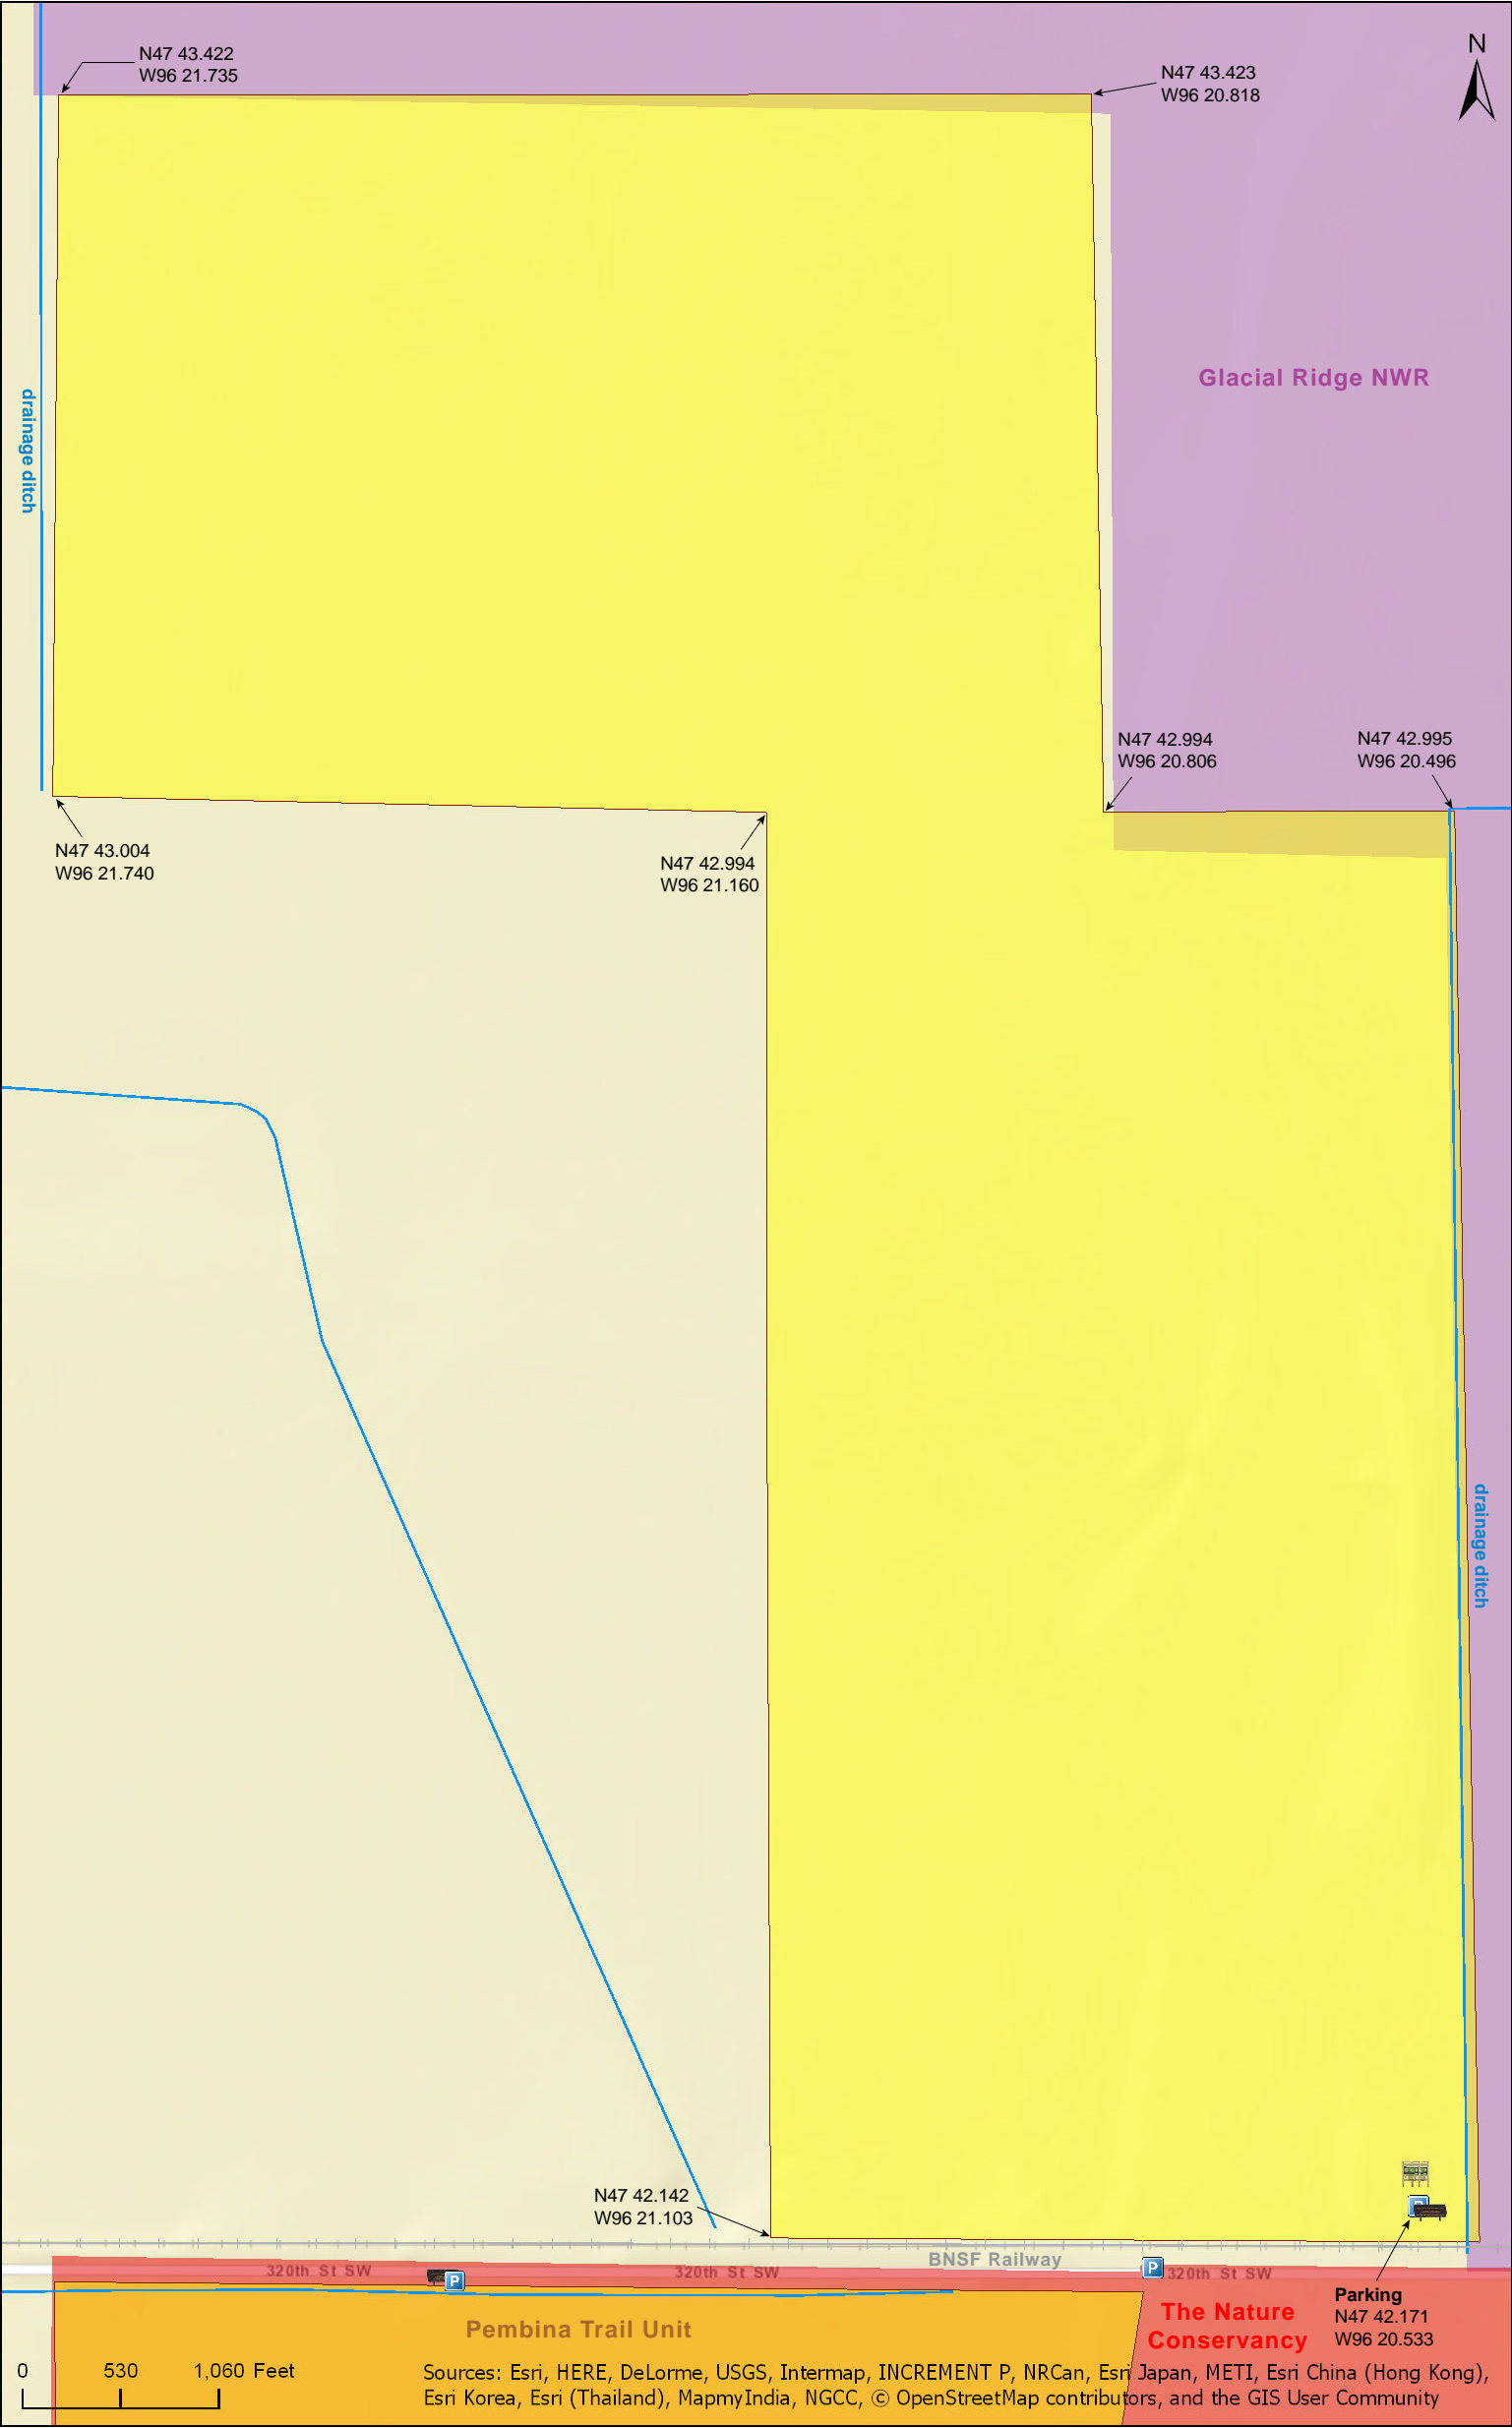 N47 43.422
W96 21.735
N47 43.423
W96 20.818
N
Glacial Ridge NWR
drainage ditch
N47 42.994
W96 20.806
N47 42.995
W96 20.496
N47 43.004
W96 21.740
N47 42.994
W96 21.160
drainage ditch
N47 42.142
W96 21.103
P
BNSF Railway
320th St SW
P
320th St SW
P
320th St SW
Parking
N47 42.171
W96 20.533
The Nature
Conservancy
Pembina Trail Unit
0 530 1,060 Feet
Sources: Esri, HERE, DeLorme, USGS, Intermap, INCREMENT P, NRCan, Esri Japan, METI, Esri China (Hong Kong),
Esri Korea, Esri (Thailand), MapmyIndia, NGCC, © OpenStreetMap contributors, and the GIS User Community